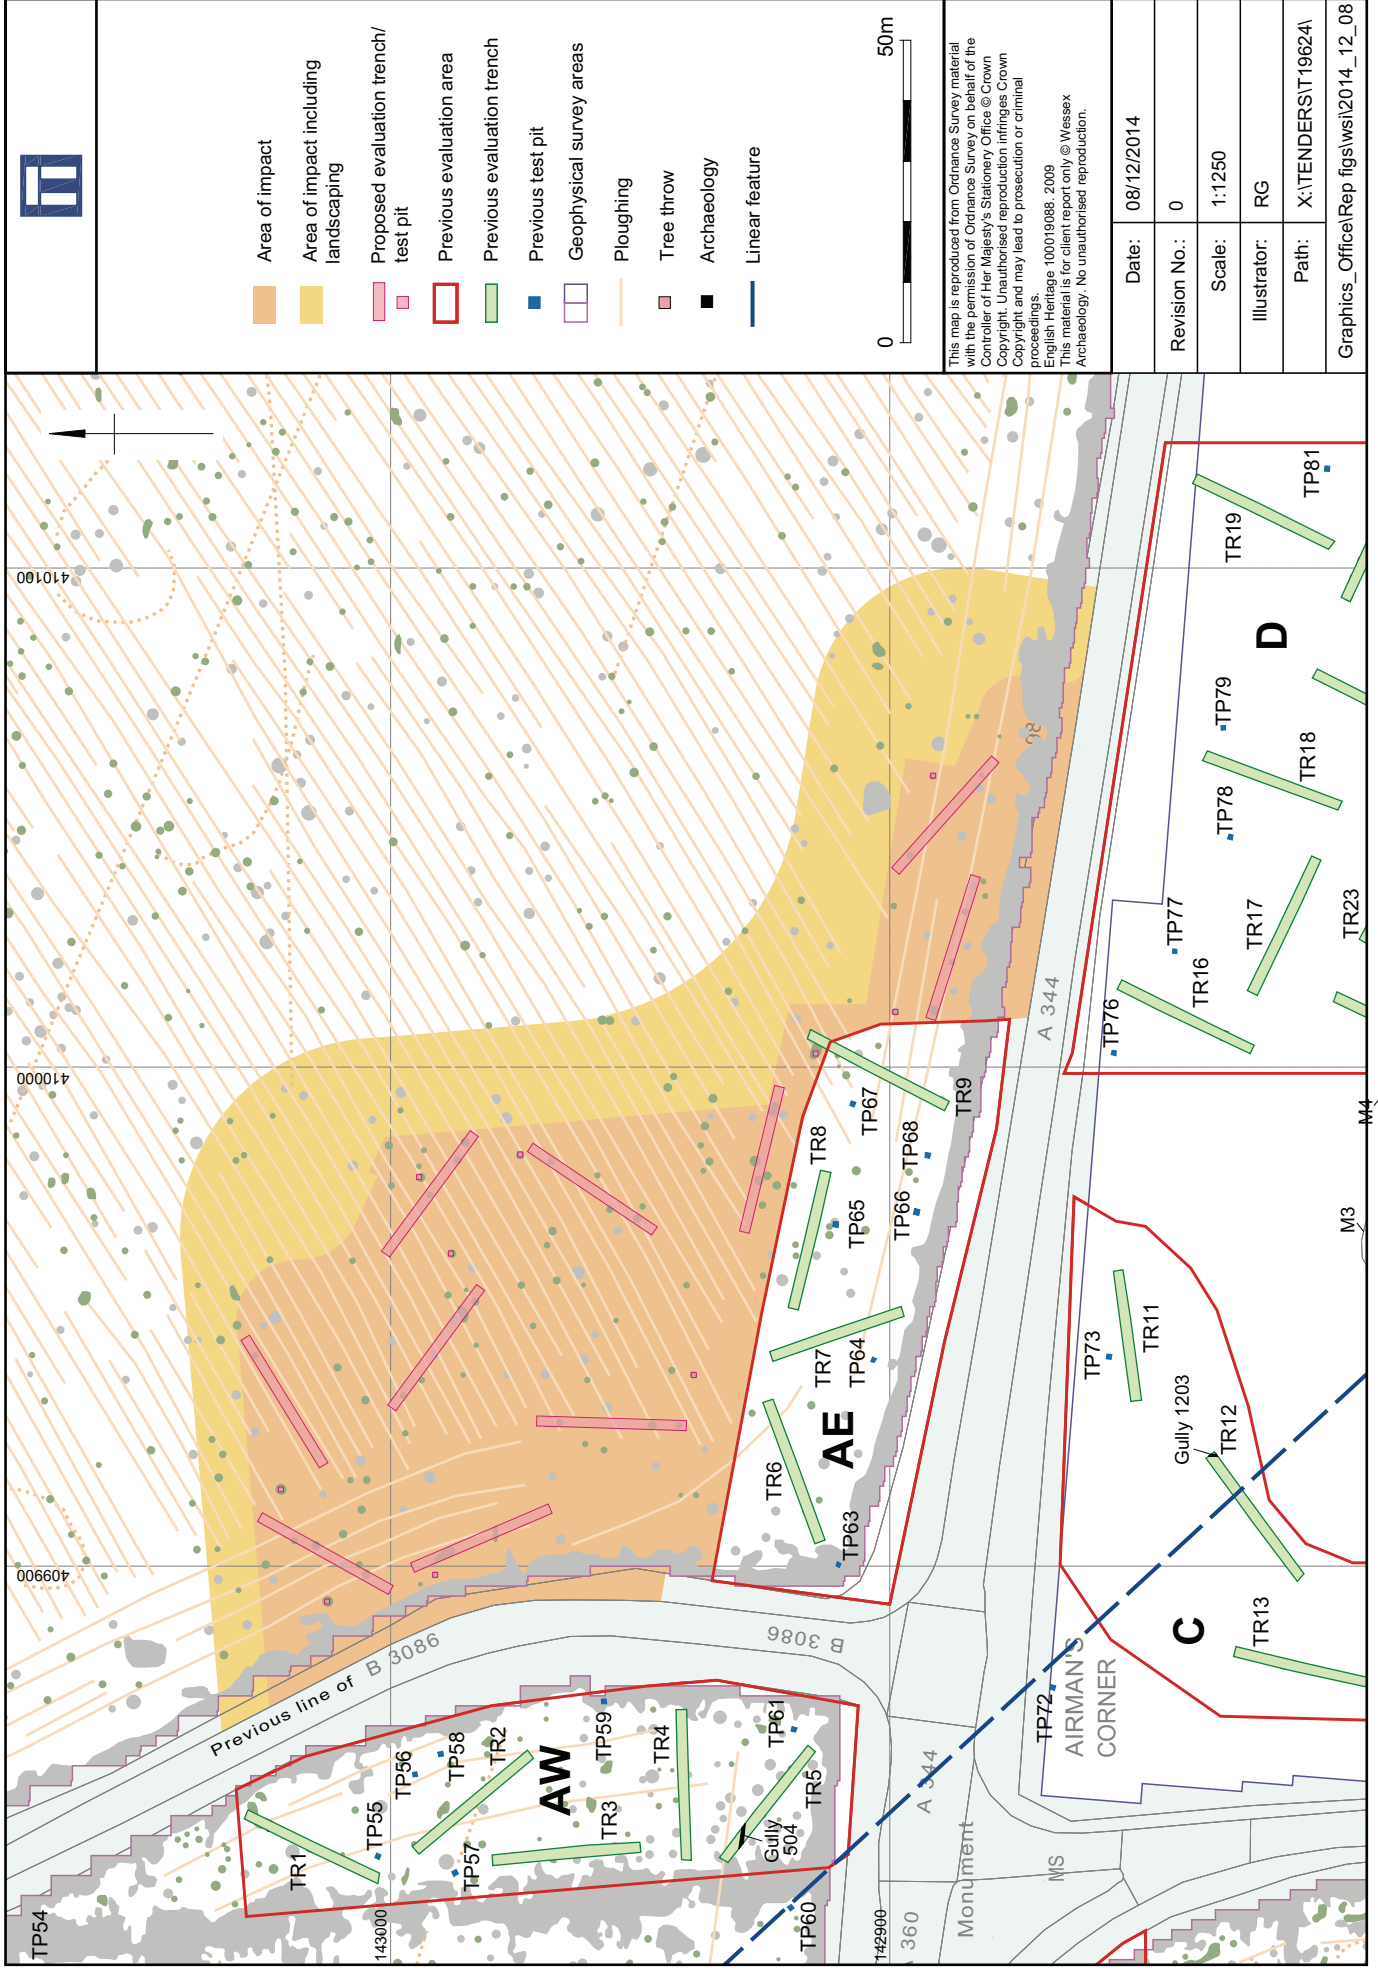 Area of impact
Area of impact including
landscaping
Proposed evaluation trench/
test pit
Previous evaluation area
Previous evaluation trench
Previous test pit
Geophysical survey areas
Ploughing
Tree throw
Archaeology
Linear feature
0
50m
This map is reproduced from Ordnance Survey material
with the permission of Ordnance Survey on behalf of the
Controller of Her Majesty's Stationery Office © Crown
Copyright. Unauthorised reproduction infringes Crown
Copyright and may lead to prosecution or criminal
proceedings.
English Heritage 100019088. 2009
This material is for client report only © Wessex
Archaeology. No unauthorised reproduction.
Date:
08/12/2014
Revision No.:
0
Scale:
1:1250
Illustrator:
RG
Path:
X:\TENDERS\T19624\
Graphics_Office\Rep figs\wsi\2014_12_08
409900
410000
410100
143000
142900
TP54
TR1
TP55
TP56
TP57
TP58
TR2
AW
TR3
TP59
TR4
Gully
504
TR5
TP61
TP60
Previous line of
B 3086
B 3086
TR6
AE
TP63
TR7
TP64
TR8
TP65
TP66
TP67
TP68
TR9
98
A 344
A 344
360
Monument
MS
AIRMAN'S
CORNER
TP72
C
TR13
Gully 1203
TR12
TP73
TR11
M3
M4
TP76
TR16
TP77
TR17
TR23
TP78
TP79
TR18
D
TR19
TP81